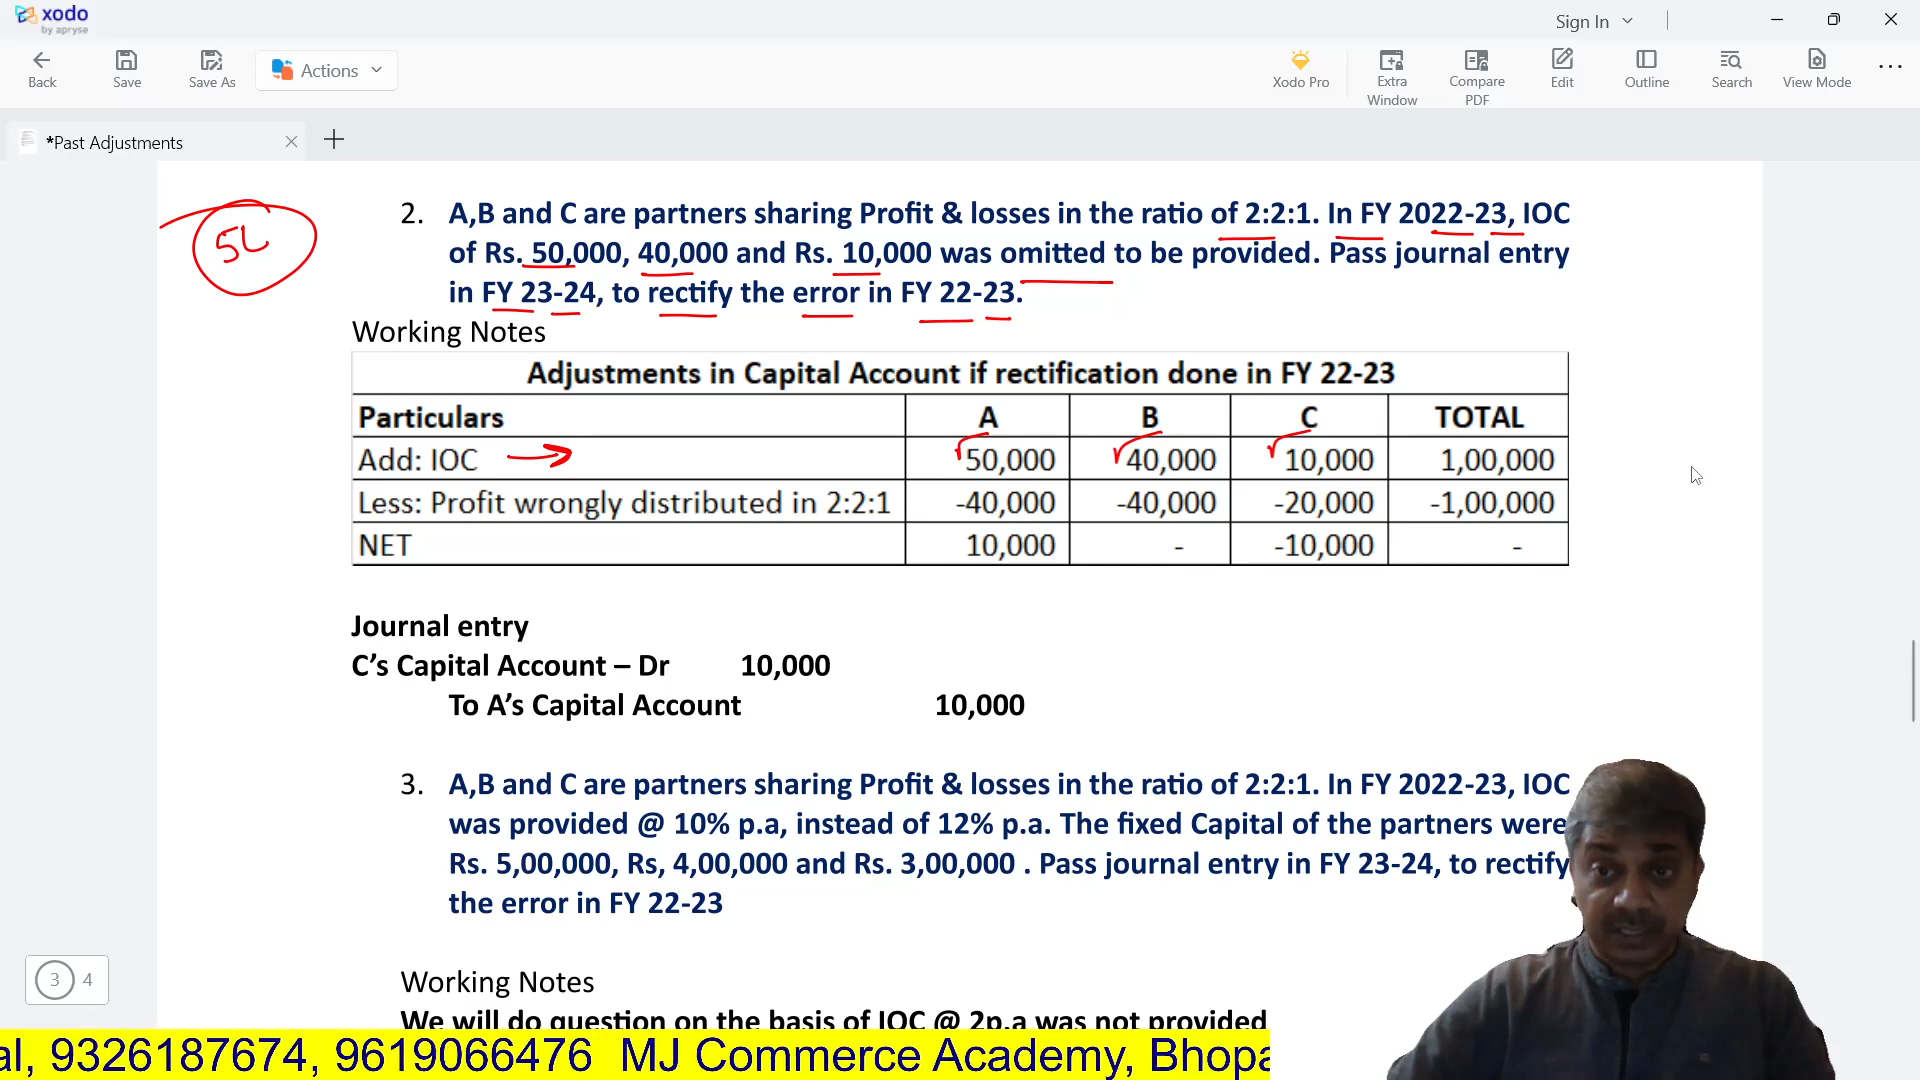 xodo
by apryse
Sign In
Back
Save
Save As
Actions
Xodo Pro
Extra Window
Compare PDF
Edit
Outline
Search
View Mode
*Past Adjustments
5L
2. A,B and C are partners sharing Profit & losses in the ratio of 2:2:1. In FY 2022-23, IOC
of Rs. 50,000, 40,000 and Rs. 10,000 was omitted to be provided. Pass journal entry
in FY 23-24, to rectify the error in FY 22-23.
Working Notes
Adjustments in Capital Account if rectification done in FY 22-23
Particulars A B C TOTAL
Add: IOC 50,000 40,000 10,000 1,00,000
Less: Profit wrongly distributed in 2:2:1 -40,000 -40,000 -20,000 -1,00,000
NET 10,000 - -10,000 -
Journal entry
C's Capital Account – Dr 10,000
To A's Capital Account 10,000
3. A,B and C are partners sharing Profit & losses in the ratio of 2:2:1. In FY 2022-23, IOC
was provided @ 10% p.a, instead of 12% p.a. The fixed Capital of the partners were
Rs. 5,00,000, Rs, 4,00,000 and Rs. 3,00,000 . Pass journal entry in FY 23-24, to rectify
the error in FY 22-23
3 4
Working Notes
We will do question on the basis of IOC @ 2p.a was not provided
al, 9326187674, 9619066476 MJ Commerce Academy, Bhopa